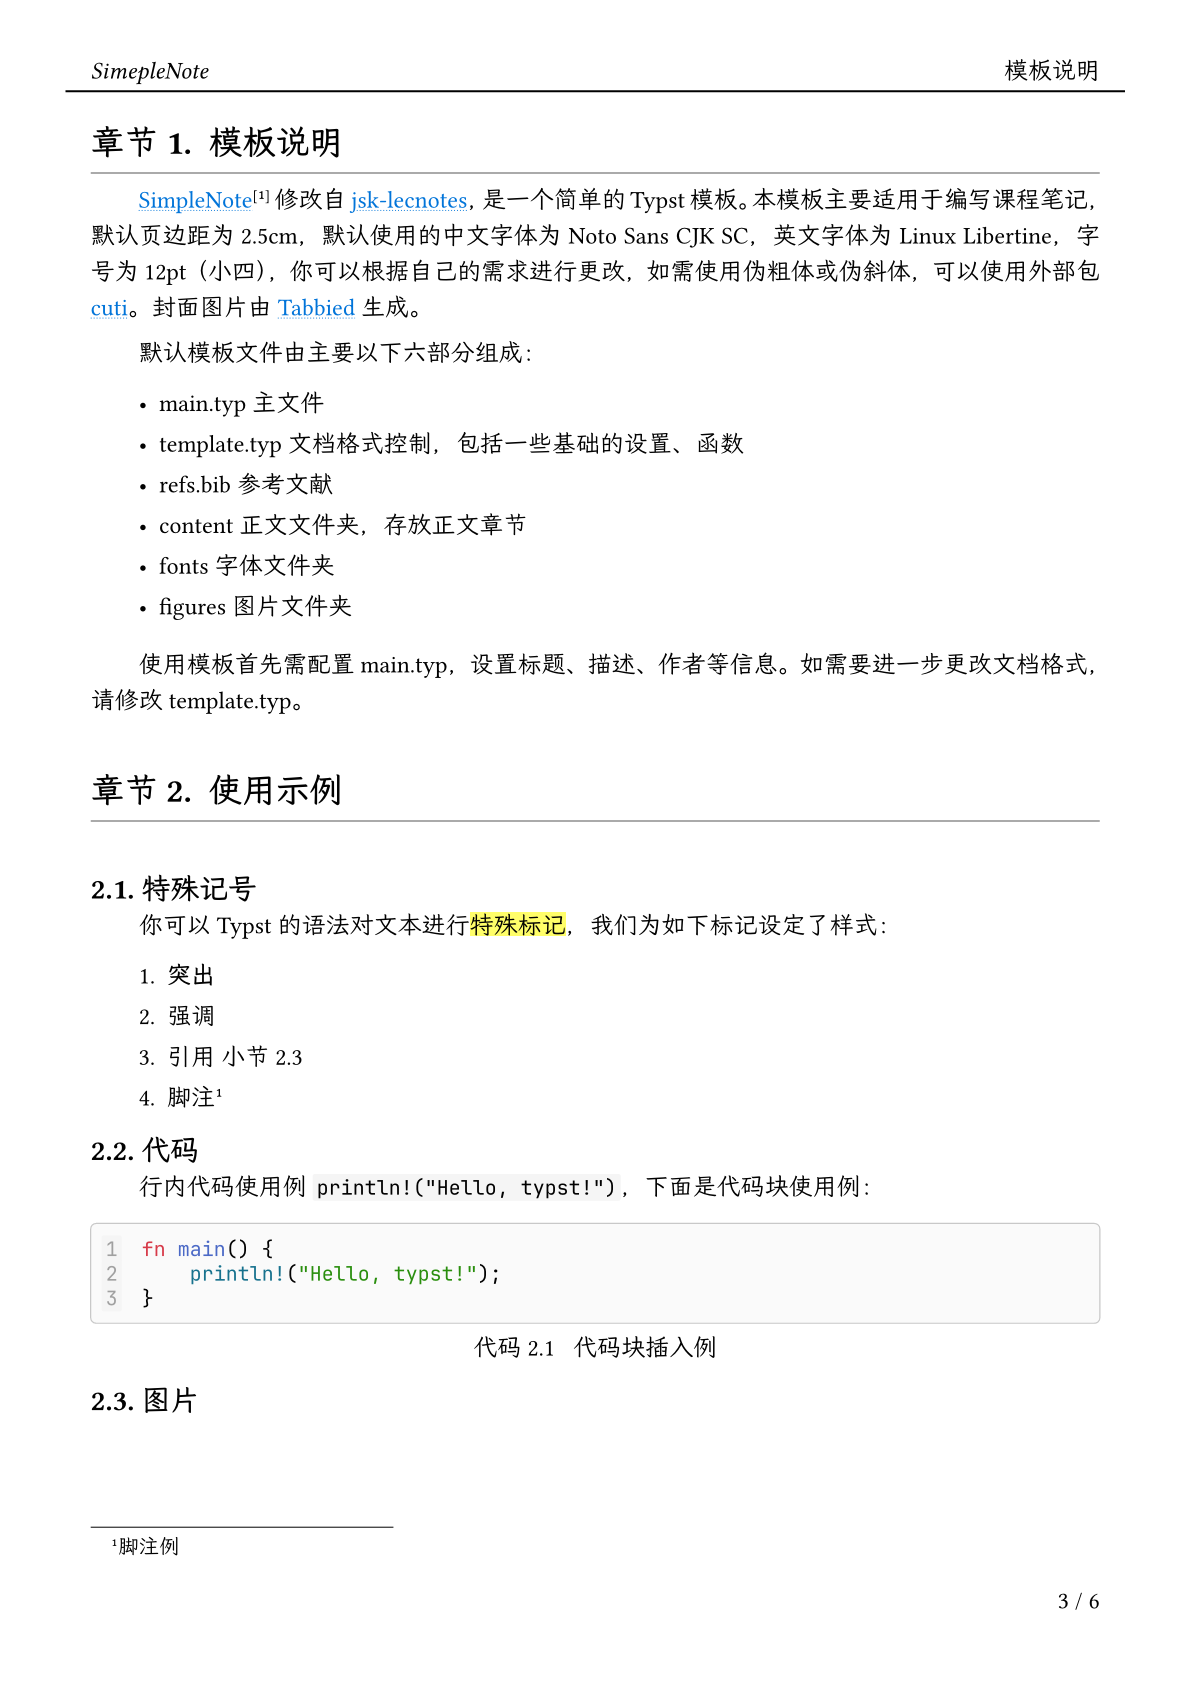 SimepleNote 模板说明
章节 1. 模板说明
SimpleNote[1] 修改自 jsk-lecnotes, 是一个简单的 Typst 模板。本模板主要适用于编写课程笔记，
默认页边距为 2.5cm，默认使用的中文字体为 Noto Sans CJK SC，英文字体为 Linux Libertine，字
号为 12pt（小四），你可以根据自己的需求进行更改，如需使用伪粗体或伪斜体，可以使用外部包
cuti。封面图片由 Tabbied 生成。
默认模板文件由主要以下六部分组成：
• main.typ 主文件
• template.typ 文档格式控制，包括一些基础的设置、函数
• refs.bib 参考文献
• content 正文文件夹，存放正文章节
• fonts 字体文件夹
• figures 图片文件夹
使用模板首先需配置 main.typ，设置标题、描述、作者等信息。如需要进一步更改文档格式，
请修改 template.typ。
章节 2. 使用示例
2.1. 特殊记号
你可以 Typst 的语法对文本进行特殊标记，我们为如下标记设定了样式：
1. 突出
2. 强调
3. 引用 小节 2.3
4. 脚注¹
2.2. 代码
行内代码使用例 println!("Hello, typst!")，下面是代码块使用例：
1 fn main() {
2     println!("Hello, typst!");
3 }
代码 2.1 代码块插入例
2.3. 图片
¹脚注例
3 / 6